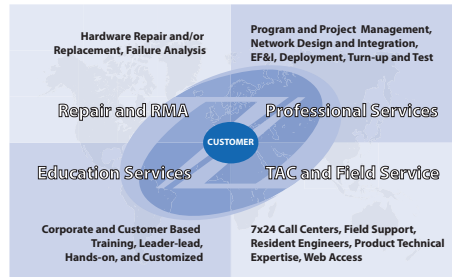 Hardware Repair and/or
Replacement, Failure Analysis
Program and Project Management,
Network Design and Integration,
EF&I, Deployment, Turn-up and Test
Repair and RMA
Professional Services
CUSTOMER
Education Services
TAC and Field Service
Corporate and Customer Based
Training, Leader-lead,
Hands-on, and Customized
7x24 Call Centers, Field Support,
Resident Engineers, Product Technical
Expertise, Web Access